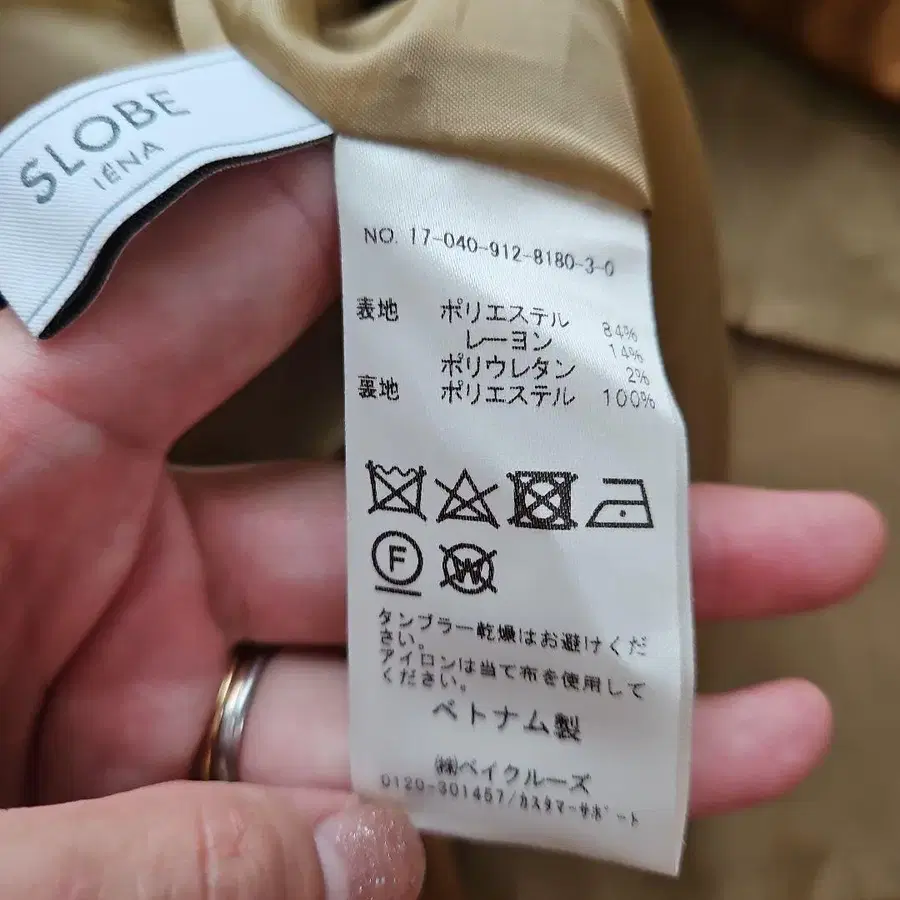 SLOBE
IÉNA
NO. 17-040-912-8180-3-0
表地 ポリエステル 84%
レーヨン 14%
ポリウレタン 2%
裏地 ポリエステル 100%
F
W
タンブラー乾燥はお避けくだ
さい。
アイロンは当て布を使用して
ください。
ベトナム製
㈱ベイクルーズ
0120-301457/カスタマーサポート